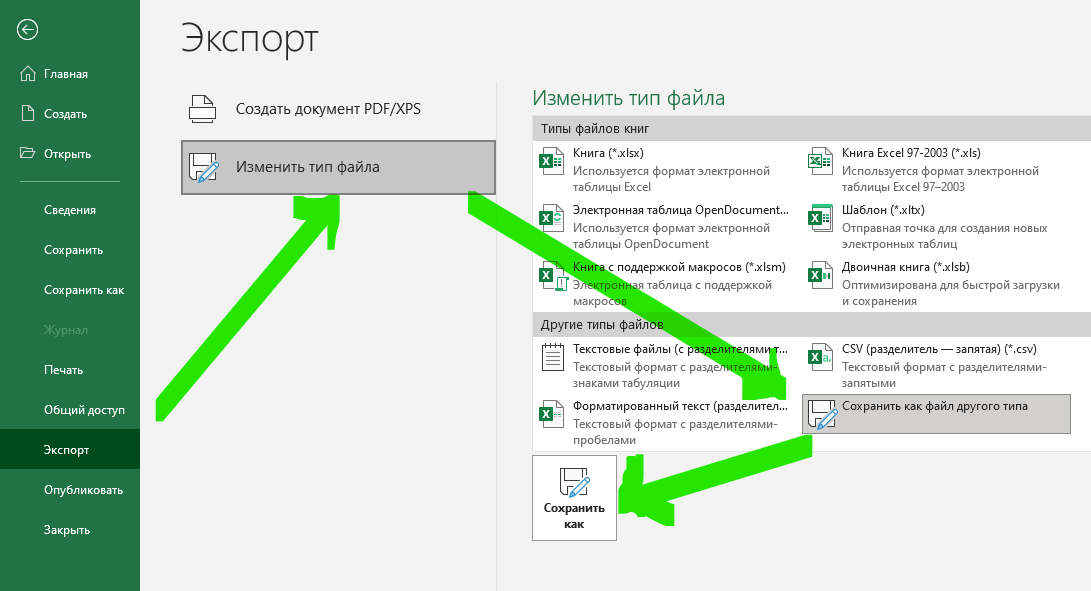 Экспорт
Главная
Создать
Открыть
Сведения
Сохранить
Сохранить как
Журнал
Печать
Общий доступ
Экспорт
Опубликовать
Закрыть
Создать документ PDF/XPS
Изменить тип файла
Изменить тип файла
Типы файлов книг
Книга (*.xlsx)
Используется формат электронной
таблицы Excel
Книга Excel 97-2003 (*.xls)
Используется формат электронной
таблицы Excel 97–2003
Электронная таблица OpenDocument...
Используется формат электронной
таблицы OpenDocument
Шаблон (*.xltx)
Отправная точка для создания новых
электронных таблиц
Книга с поддержкой макросов (*.xlsm)
Электронная таблица с поддержкой
макросов
Двоичная книга (*.xlsb)
Оптимизирована для быстрой загрузки
и сохранения
Другие типы файлов
Текстовые файлы (с разделителями т...
Текстовый формат с разделителями-
знаками табуляции
CSV (разделитель — запятая) (*.csv)
Текстовый формат с разделителями-
запятыми
Форматированный текст (разделител...
Текстовый формат с разделителями-
пробелами
Сохранить как файл другого типа
Сохранить
как